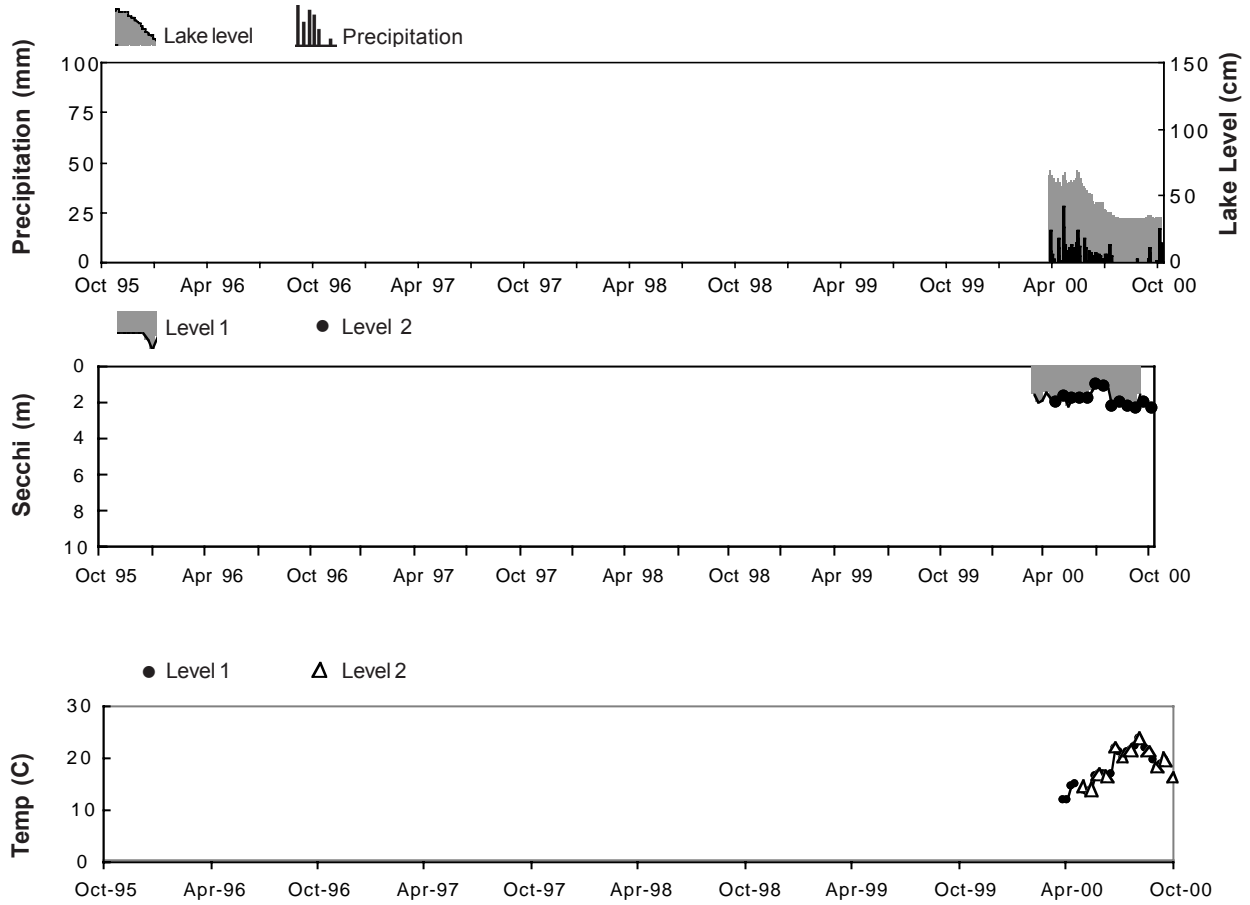 Lake level Precipitation
Precipitation (mm)
100
75
50
25
0
Lake Level (cm)
150
100
50
0
Oct 95 Apr 96 Oct 96 Apr 97 Oct 97 Apr 98 Oct 98 Apr 99 Oct 99 Apr 00 Oct 00
Level 1 Level 2
Secchi (m)
0
2
4
6
8
10
Oct 95 Apr 96 Oct 96 Apr 97 Oct 97 Apr 98 Oct 98 Apr 99 Oct 99 Apr 00 Oct 00
Level 1 Level 2
Temp (C)
30
20
10
0
Oct-95 Apr-96 Oct-96 Apr-97 Oct-97 Apr-98 Oct-98 Apr-99 Oct-99 Apr-00 Oct-00